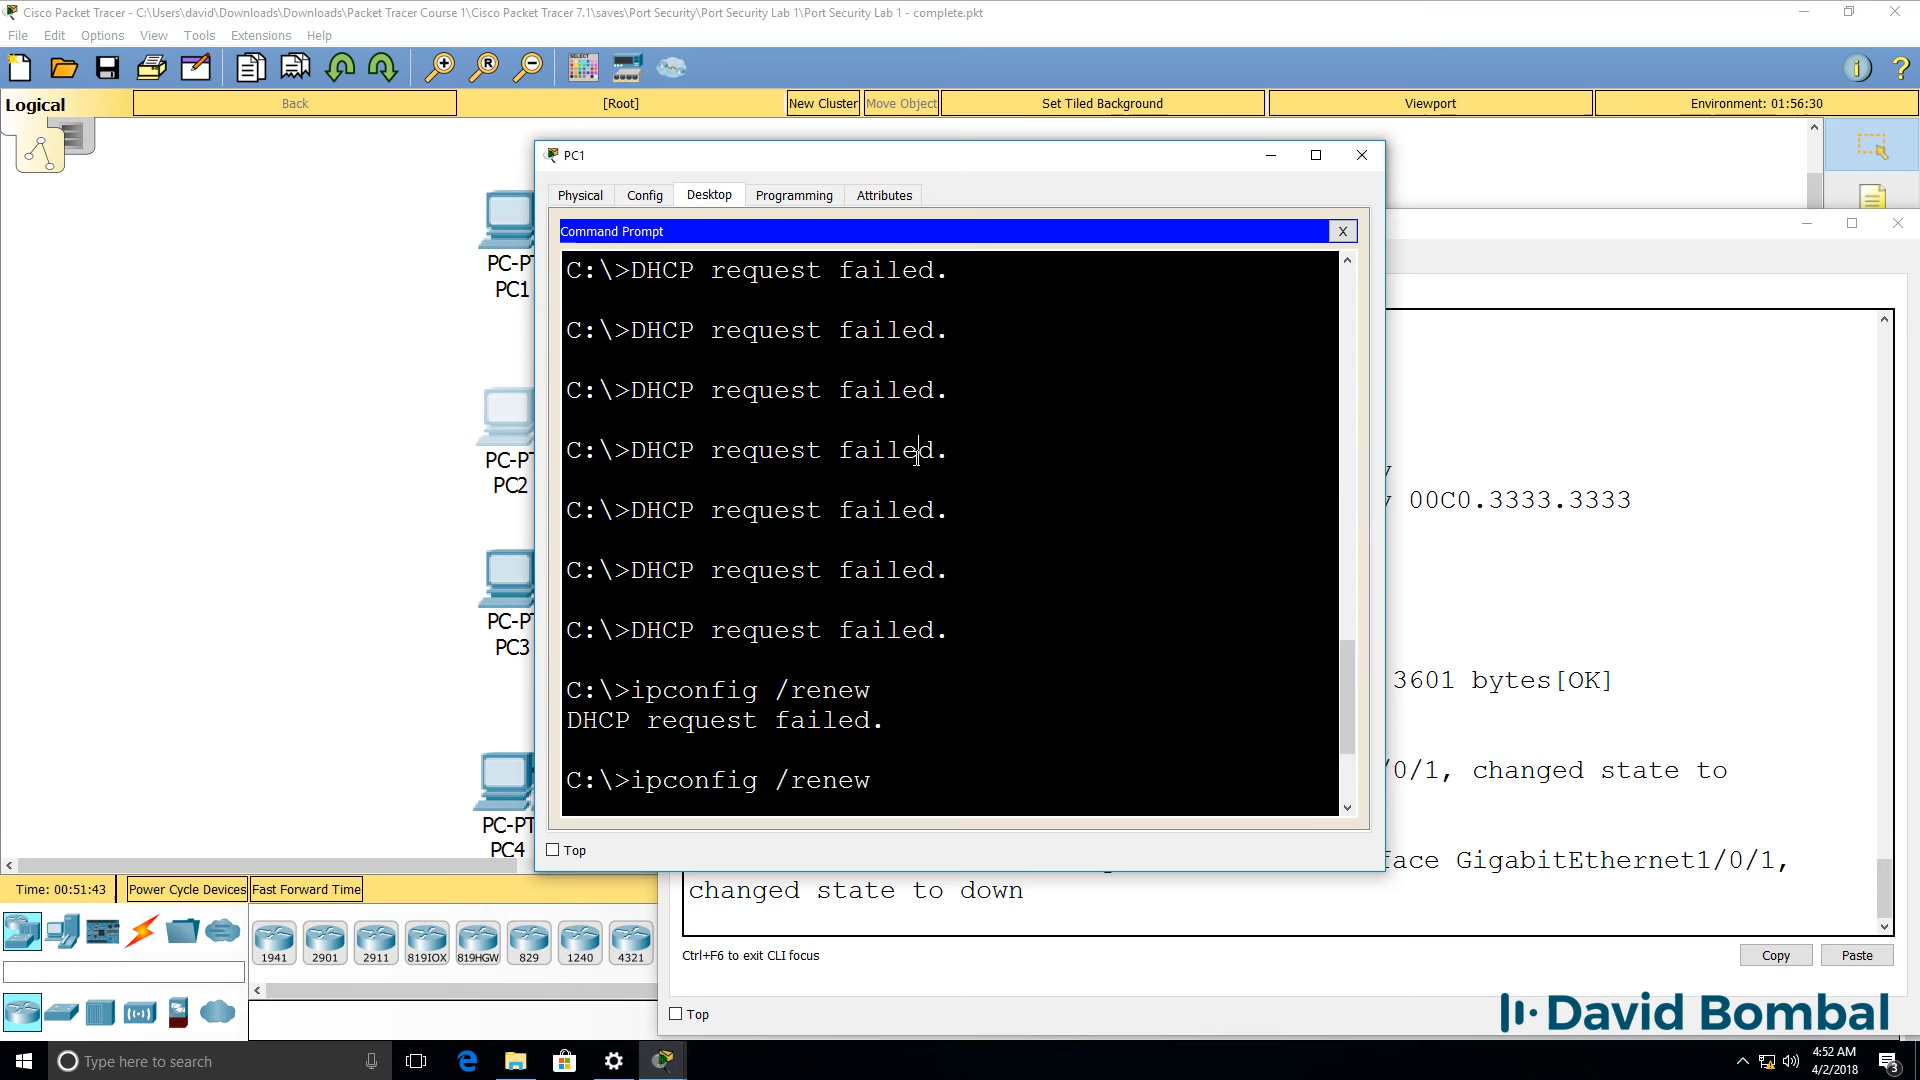 Cisco Packet Tracer - C:\Users\david\Downloads\Downloads\Packet Tracer Course 1\Cisco Packet Tracer 7.1\saves\Port Security\Port Security Lab 1\Port Security Lab 1 - complete.pkt
File Edit Options View Tools Extensions Help
Logical Back [Root] New Cluster Move Object Set Tiled Background Viewport Environment: 01:56:30
PC1
Physical Config Desktop Programming Attributes
Command Prompt X
C:\>DHCP request failed.
C:\>DHCP request failed.
C:\>DHCP request failed.
C:\>DHCP request failed.
C:\>DHCP request failed.
C:\>DHCP request failed.
C:\>DHCP request failed.
C:\>ipconfig /renew
DHCP request failed.
C:\>ipconfig /renew
Top
PC-PT
PC1
PC-PT
PC2
PC-PT
PC3
PC-PT
PC4
y 00C0.3333.3333
3601 bytes[OK]
/0/1, changed state to
face GigabitEthernet1/0/1,
changed state to down
Ctrl+F6 to exit CLI focus
Copy Paste
Top
Time: 00:51:43 Power Cycle Devices Fast Forward Time
1941 2901 2911 819IOX 819HGW 829 1240 4321
David Bombal
Type here to search
4:52 AM
4/2/2018
3